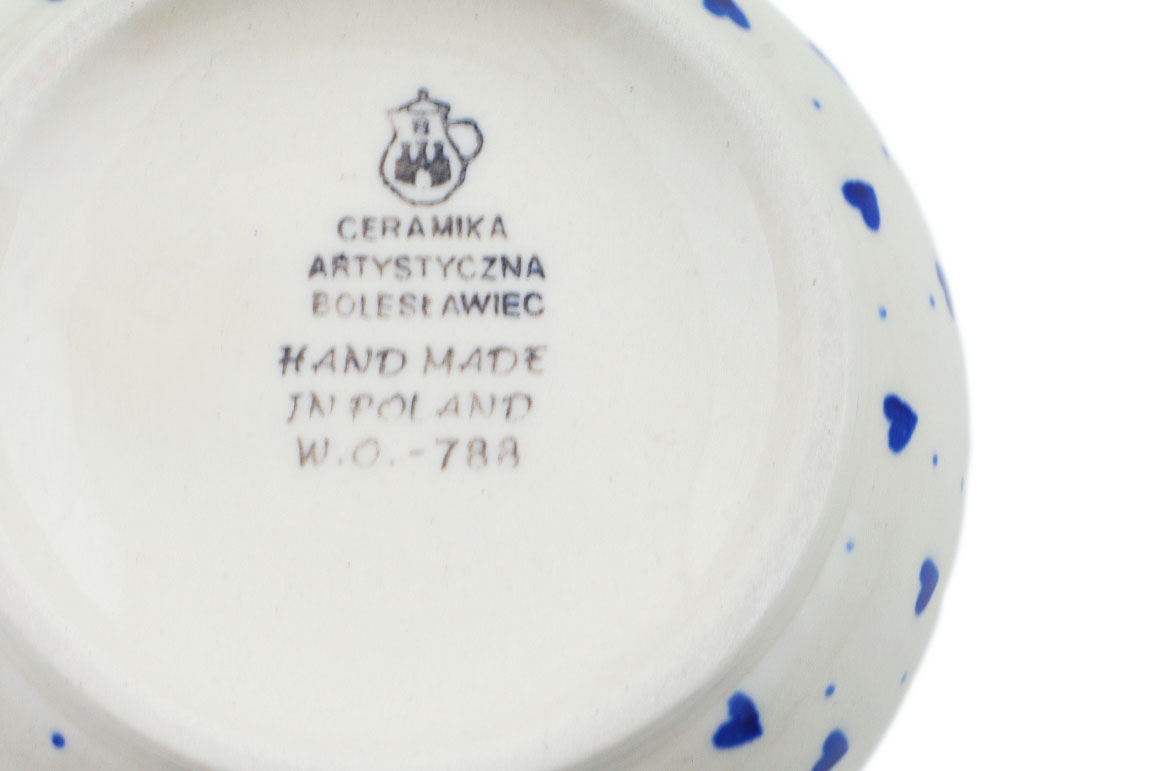 CERAMIKA
ARTYSTYCZNA
BOLESŁAWIEC
HAND MADE
IN POLAND
W.O.-788